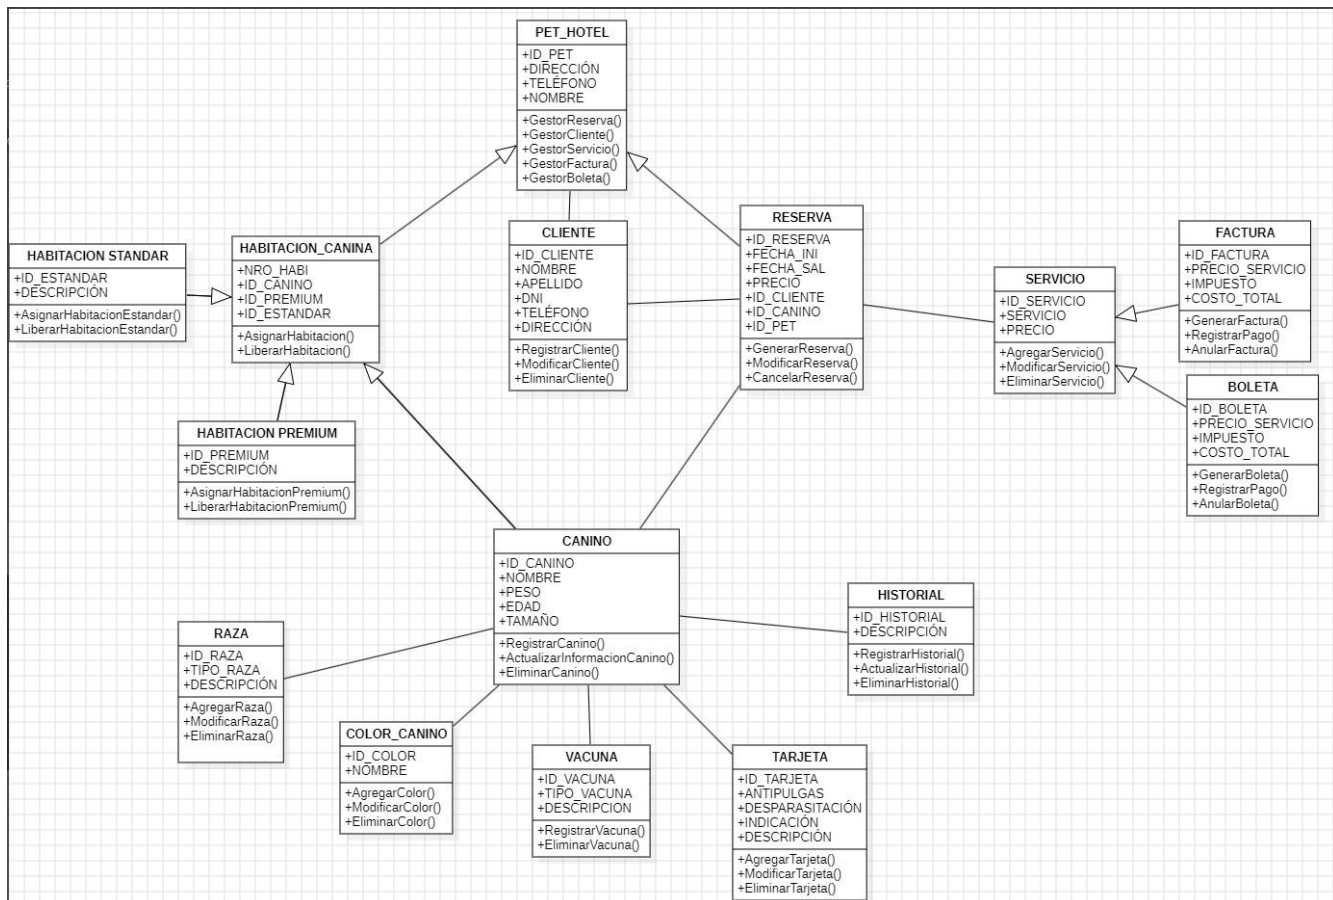 PET_HOTEL
+ID_PET
+DIRECCIÓN
+TELÉFONO
+NOMBRE
+GestorReserva()
+GestorCliente()
+GestorServicio()
+GestorFactura()
+GestorBoleta()
HABITACION STANDAR
+ID_ESTANDAR
+DESCRIPCIÓN
+AsignarHabitacionEstandar()
+LiberarHabitacionEstandar()
HABITACION_CANINA
+NRO_HABI
+ID_CANINO
+ID_PREMIUM
+ID_ESTANDAR
+AsignarHabitacion()
+LiberarHabitacion()
CLIENTE
+ID_CLIENTE
+NOMBRE
+APELLIDO
+DNI
+TELÉFONO
+DIRECCIÓN
+RegistrarCliente()
+ModificarCliente()
+EliminarCliente()
RESERVA
+ID_RESERVA
+FECHA_INI
+FECHA_SAL
+PRECIO
+ID_CLIENTE
+ID_CANINO
+ID_PET
+GenerarReserva()
+ModificarReserva()
+CancelarReserva()
SERVICIO
+ID_SERVICIO
+SERVICIO
+PRECIO
+AgregarServicio()
+ModificarServicio()
+EliminarServicio()
FACTURA
+ID_FACTURA
+PRECIO_SERVICIO
+IMPUESTO
+COSTO_TOTAL
+GenerarFactura()
+RegistrarPago()
+AnularFactura()
BOLETA
+ID_BOLETA
+PRECIO_SERVICIO
+IMPUESTO
+COSTO_TOTAL
+GenerarBoleta()
+RegistrarPago()
+AnularBoleta()
HABITACION PREMIUM
+ID_PREMIUM
+DESCRIPCIÓN
+AsignarHabitacionPremium()
+LiberarHabitacionPremium()
CANINO
+ID_CANINO
+NOMBRE
+PESO
+EDAD
+TAMAÑO
+RegistrarCanino()
+ActualizarInformacionCanino()
+EliminarCanino()
HISTORIAL
+ID_HISTORIAL
+DESCRIPCIÓN
+RegistrarHistorial()
+ActualizarHistorial()
+EliminarHistorial()
RAZA
+ID_RAZA
+TIPO_RAZA
+DESCRIPCIÓN
+AgregarRaza()
+ModificarRaza()
+EliminarRaza()
COLOR_CANINO
+ID_COLOR
+NOMBRE
+AgregarColor()
+ModificarColor()
+EliminarColor()
VACUNA
+ID_VACUNA
+TIPO_VACUNA
+DESCRIPCION
+RegistrarVacuna()
+EliminarVacuna()
TARJETA
+ID_TARJETA
+ANTIPULGAS
+DESPARASITACIÓN
+INDICACIÓN
+DESCRIPCIÓN
+AgregarTarjeta()
+ModificarTarjeta()
+EliminarTarjeta()